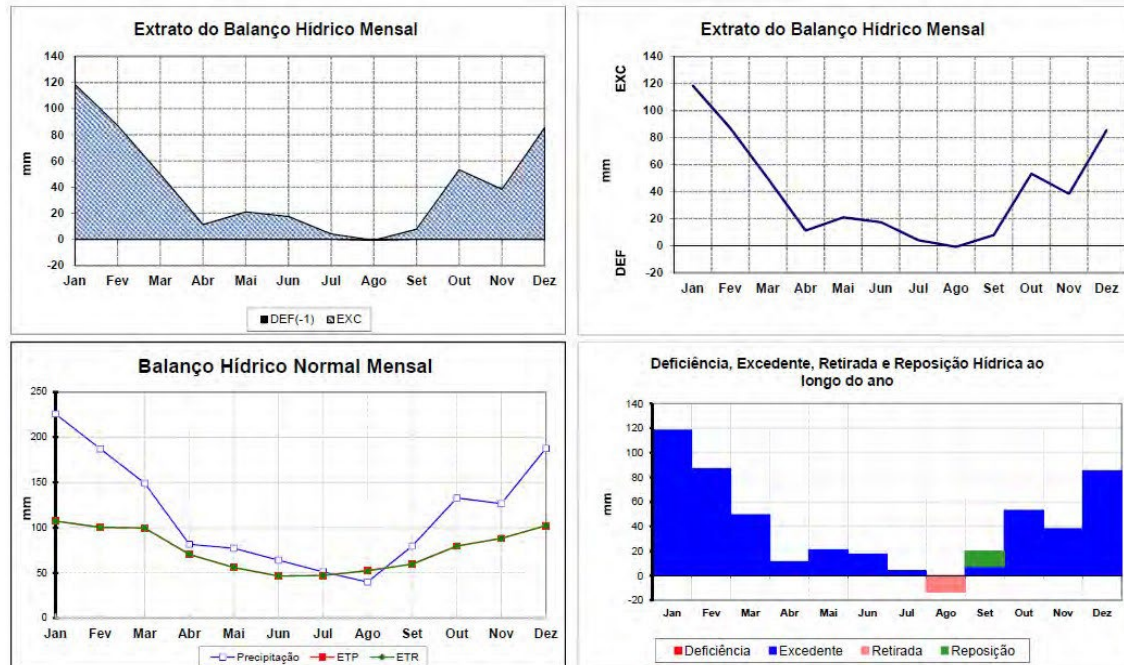 Extrato do Balanço Hídrico Mensal
140
120
100
80
60
40
20
0
-20
mm
Jan Fev Mar Abr Mai Jun Jul Ago Set Out Nov Dez
DEF(-1) EXC
Extrato do Balanço Hídrico Mensal
140
120
100
80
60
40
20
0
-20
EXC
mm
DEF
Jan Fev Mar Abr Mai Jun Jul Ago Set Out Nov Dez
Balanço Hídrico Normal Mensal
250
200
150
100
50
0
mm
Jan Fev Mar Abr Mai Jun Jul Ago Set Out Nov Dez
Precipitação ETP ETR
Deficiência, Excedente, Retirada e Reposição Hídrica ao
longo do ano
140
120
100
80
60
40
20
0
-20
mm
Jan Fev Mar Abr Mai Jun Jul Ago Set Out Nov Dez
Deficiência Excedente Retirada Reposição